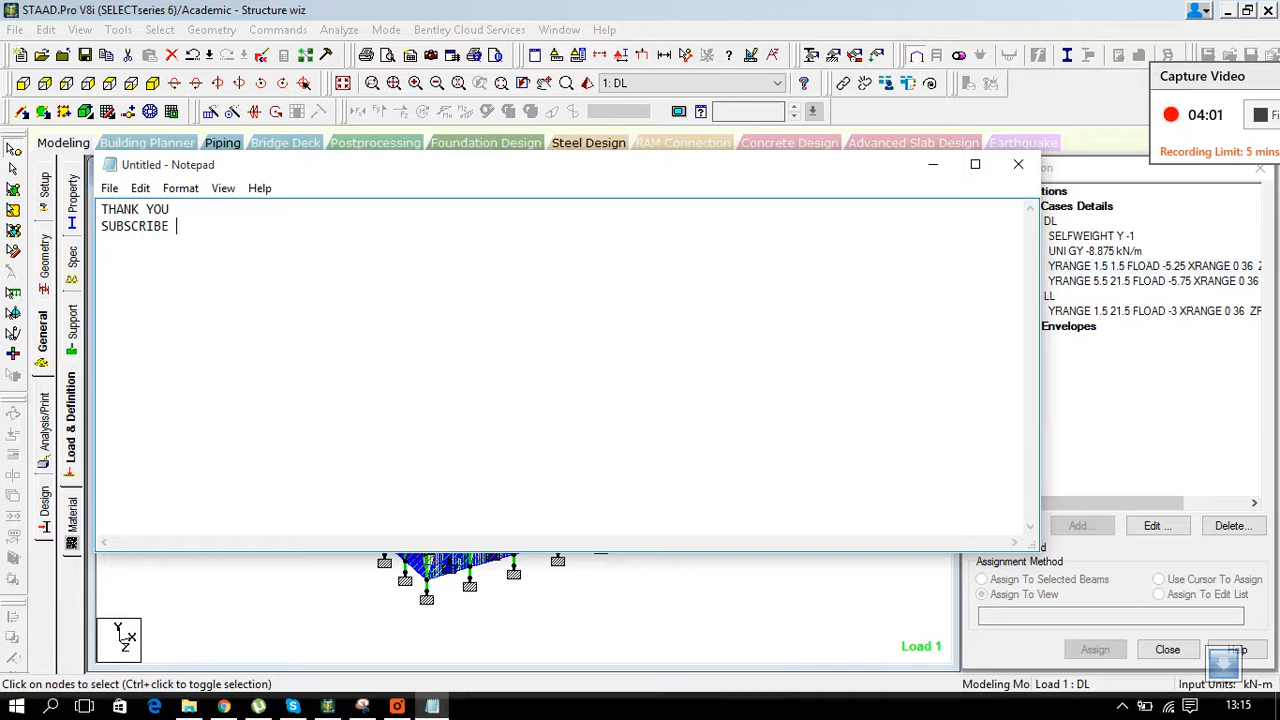 STAAD.Pro V8i (SELECTseries 6)/Academic - Structure wiz
File Edit View Tools Select Geometry Commands Analyze Mode Bentley Cloud Services Window Help
1: DL
Capture Video
04:01
Fi
Recording Limit: 5 mins
Modeling Building Planner Piping Bridge Deck Postprocessing Foundation Design Steel Design RAM Connection Concrete Design Advanced Slab Design Earthquake
Untitled - Notepad
File Edit Format View Help
THANK YOU
SUBSCRIBE
Setup
Geometry
General
Analysis/Print
Design
Property
Spec
Support
Load & Definition
Material
Cases Details
DL
SELFWEIGHT Y -1
UNI GY -8.875 kN/m
YRANGE 1.5 1.5 FLOAD -5.25 XRANGE 0 36
YRANGE 5.5 21.5 FLOAD -5.75 XRANGE 0 36
LL
YRANGE 1.5 21.5 FLOAD -3 XRANGE 0 36
Envelopes
Add... Edit ... Delete...
Assignment Method
Assign To Selected Beams
Use Cursor To Assign
Assign To View
Assign To Edit List
Assign Close Help
Y
X
Z
Load 1
Click on nodes to select (Ctrl+click to toggle selection)
Modeling Mo Load 1 : DL Input Units: kN-m
13:15